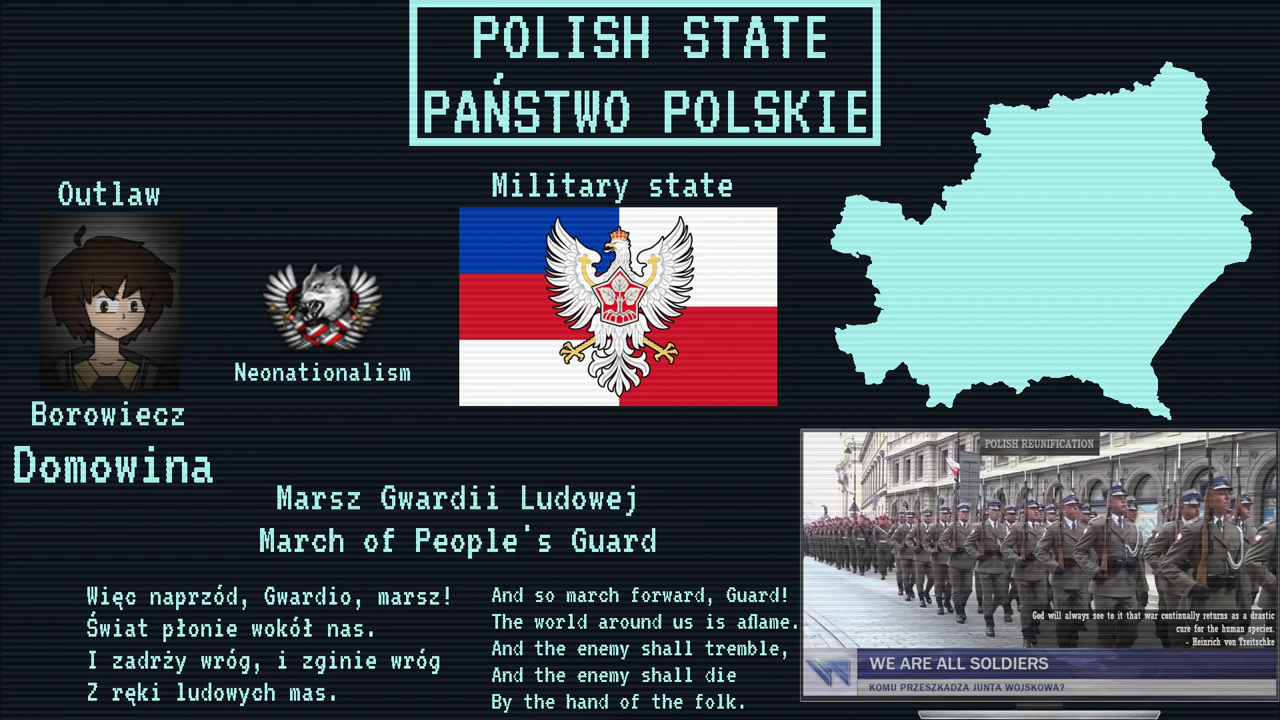 POLISH STATE
PAŃSTWO POLSKIE
Outlaw
Borowiecz
Domowina
Neonationalism
Military state
Marsz Gwardii Ludowej
March of People's Guard
Więc naprzód, Gwardio, marsz!
Świat płonie wokół nas.
I zadrży wróg, i zginie wróg
Z ręki ludowych mas.
And so march forward, Guard!
The world around us is aflame.
And the enemy shall tremble,
And the enemy shall die
By the hand of the folk.
POLISH REUNIFICATION
God will always see to it that war continually returns as a drastic
cure for the human species.
- Heinrich von Treitschke
WE ARE ALL SOLDIERS
KOMU PRZESZKADZA JUNTA WOJSKOWA?